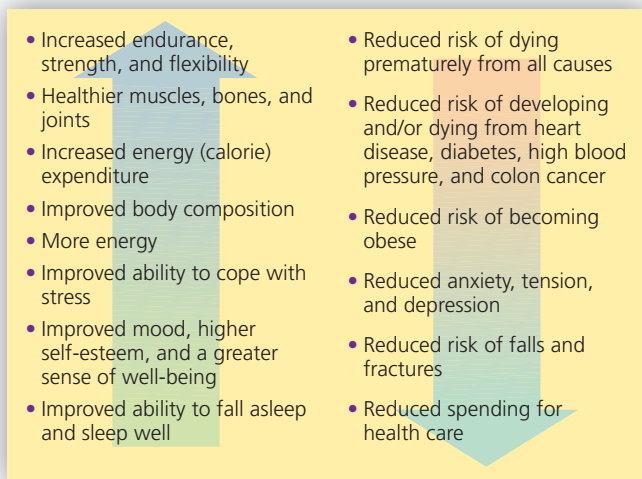 • Increased endurance,
strength, and flexibility
• Healthier muscles, bones, and
joints
• Increased energy (calorie)
expenditure
• Improved body composition
• More energy
• Improved ability to cope with
stress
• Improved mood, higher
self-esteem, and a greater
sense of well-being
• Improved ability to fall asleep
and sleep well
• Reduced risk of dying
prematurely from all causes
• Reduced risk of developing
and/or dying from heart
disease, diabetes, high blood
pressure, and colon cancer
• Reduced risk of becoming
obese
• Reduced anxiety, tension,
and depression
• Reduced risk of falls and
fractures
• Reduced spending for
health care